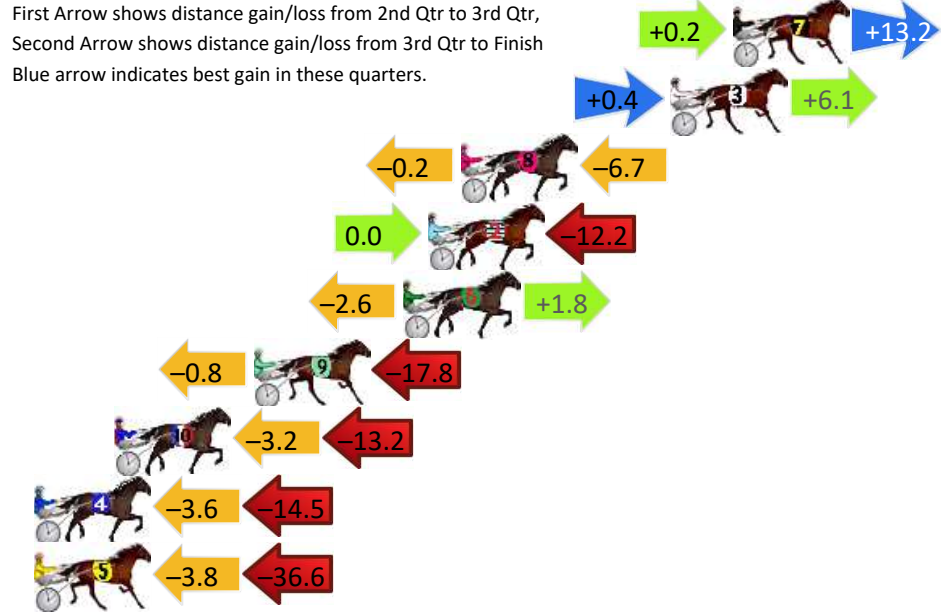 First Arrow shows distance gain/loss from 2nd Qtr to 3rd Qtr,
Second Arrow shows distance gain/loss from 3rd Qtr to Finish
Blue arrow indicates best gain in these quarters.
+0.2 7 +13.2
+0.4 3 +6.1
–0.2 8 –6.7
0.0 2 –12.2
–2.6 +1.8
–0.8 9 –17.8
10 –3.2 –13.2
4 –3.6 –14.5
5 –3.8 –36.6